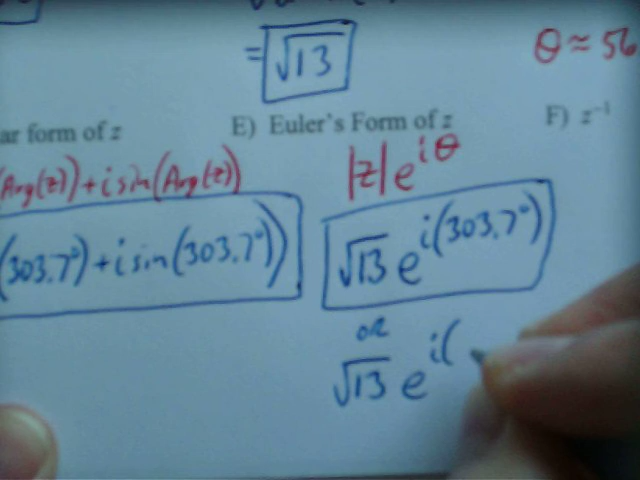 = √13
θ ≈ 56
ar form of z
E) Euler's Form of z
F) z⁻¹
(Arg(z)) + i sin(Arg(z))
|z| e^{iθ}
(303.7°) + i sin(303.7°))
√13 e^{i(303.7°)}
or
√13 e^{i(